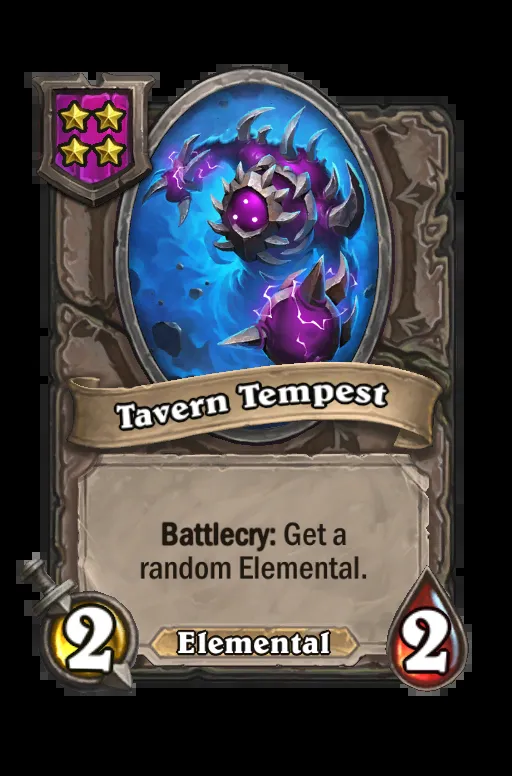 Tavern Tempest
Battlecry: Get a
random Elemental.
2
Elemental
2